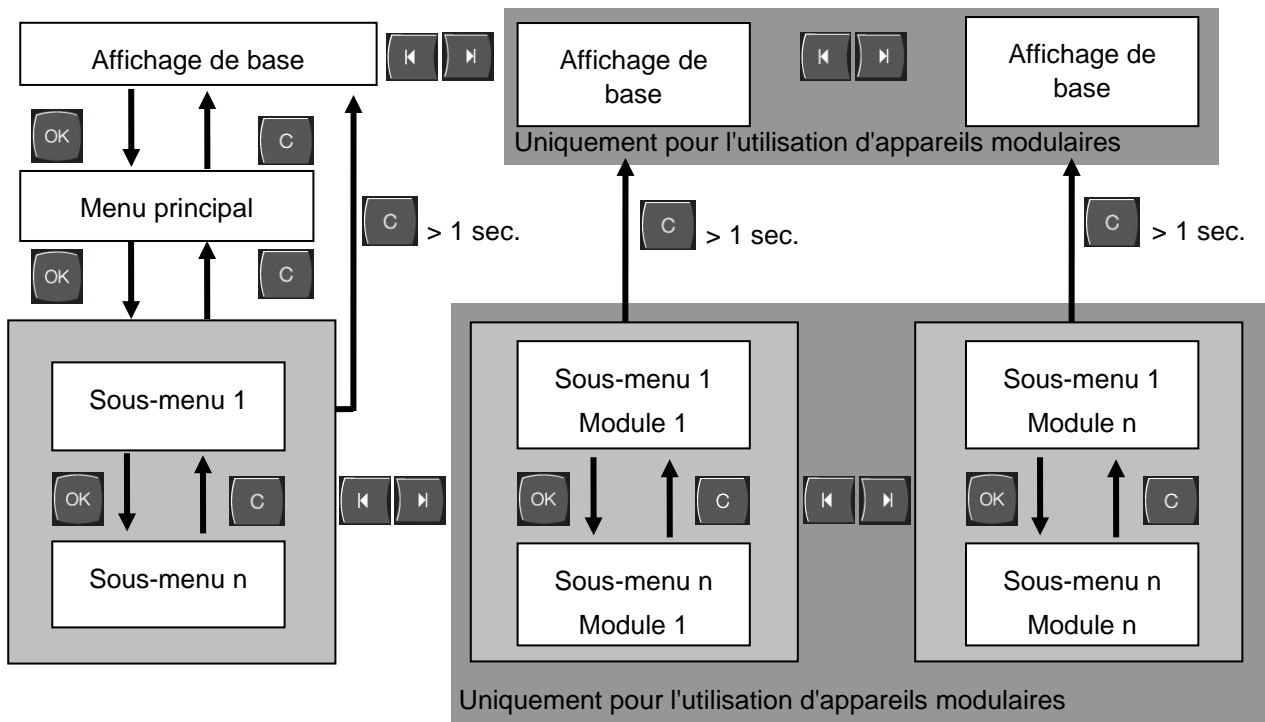 Affichage de base
Affichage de
base
Affichage de
base
Uniquement pour l'utilisation d'appareils modulaires
OK
C
Menu principal
C > 1 sec.
C > 1 sec.
C > 1 sec.
OK
C
Sous-menu 1
OK
C
Sous-menu n
Sous-menu 1
Module 1
OK
C
Sous-menu n
Module 1
Sous-menu 1
Module n
OK
C
Sous-menu n
Module n
Uniquement pour l'utilisation d'appareils modulaires